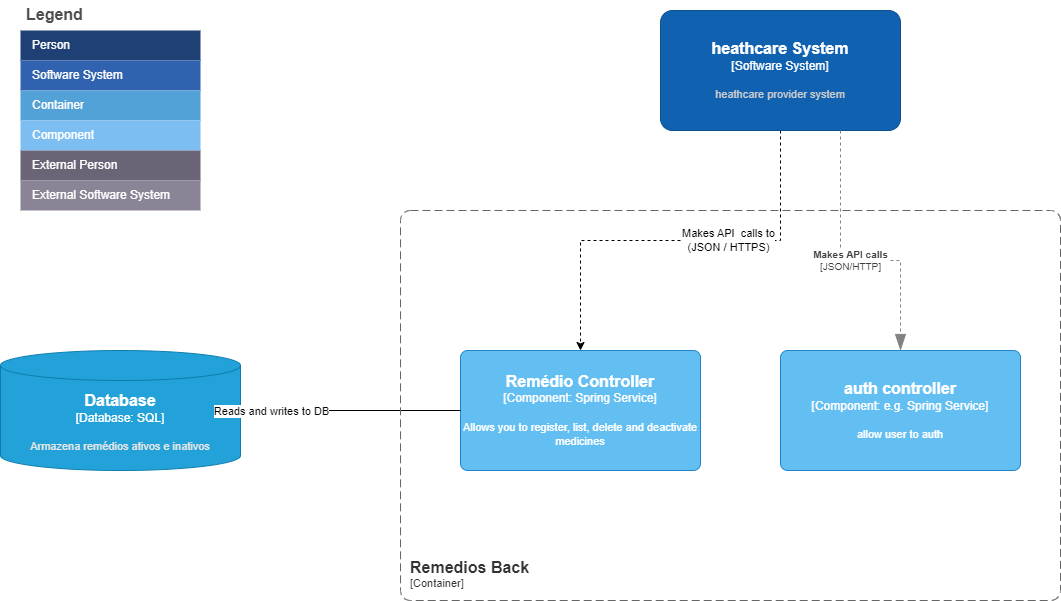 Legend
Person
Software System
Container
Component
External Person
External Software System
heathcare System
[Software System]
heathcare provider system
Makes API  calls to
(JSON / HTTPS)
Makes API calls
[JSON/HTTP]
Database
[Database: SQL]
Armazena remédios ativos e inativos
Reads and writes to DB
Remédio Controller
[Component: Spring Service]
Allows you to register, list, delete and deactivate
medicines
auth controller
[Component: e.g. Spring Service]
allow user to auth
Remedios Back
[Container]